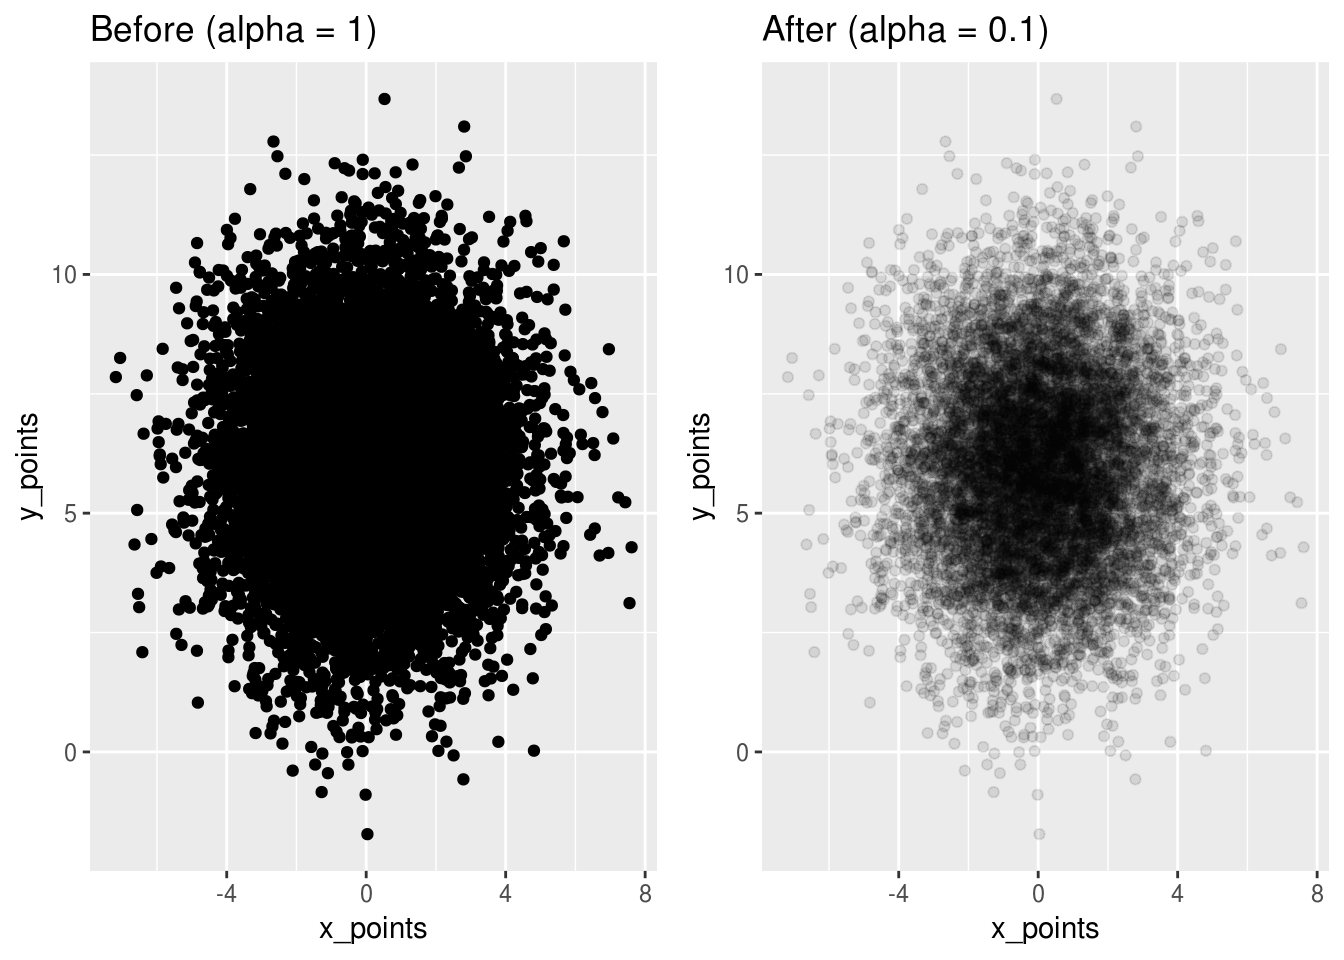 Before (alpha = 1)
10
5
0
-4
0
4
8
x_points
y_points
After (alpha = 0.1)
10
5
0
-4
0
4
8
x_points
y_points